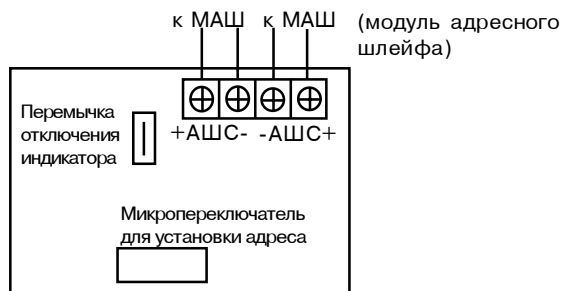 к МАШ к МАШ (модуль адресного
шлейфа)
Перемычка
отключения
индикатора
+АШС- -АШС+
Микропереключатель
для установки адреса